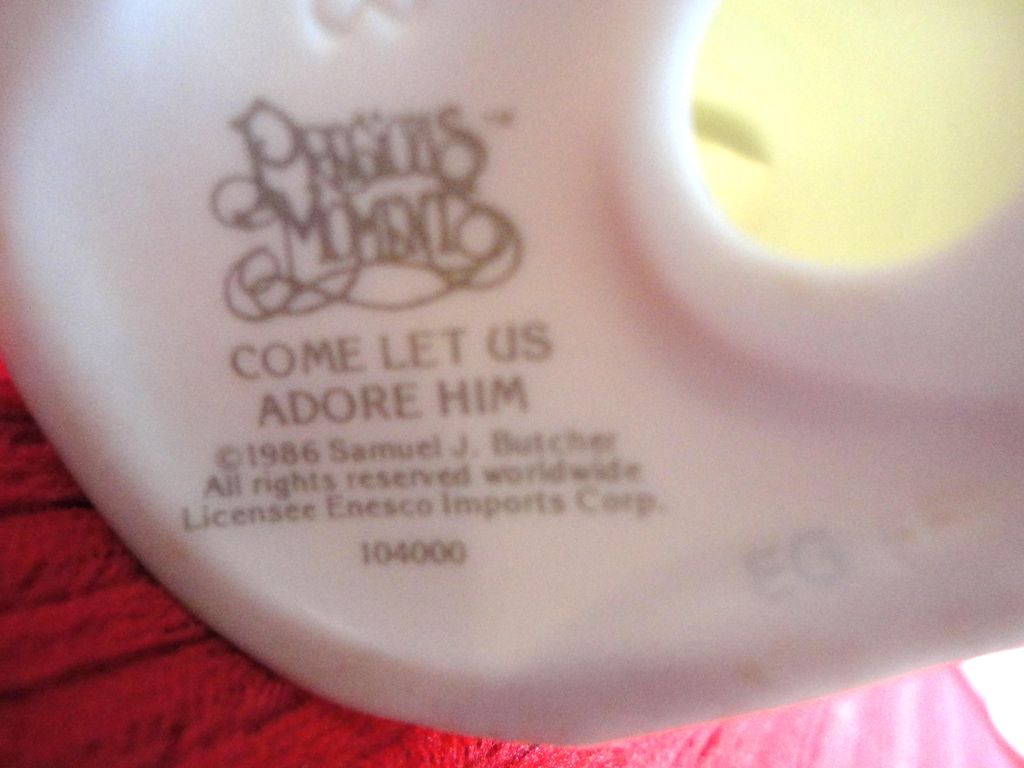 PRECIOUS
MOMENTS
COME LET US
ADORE HIM
©1986 Samuel J. Butcher
All rights reserved worldwide
Licensee Enesco Imports Corp.
104000
EG